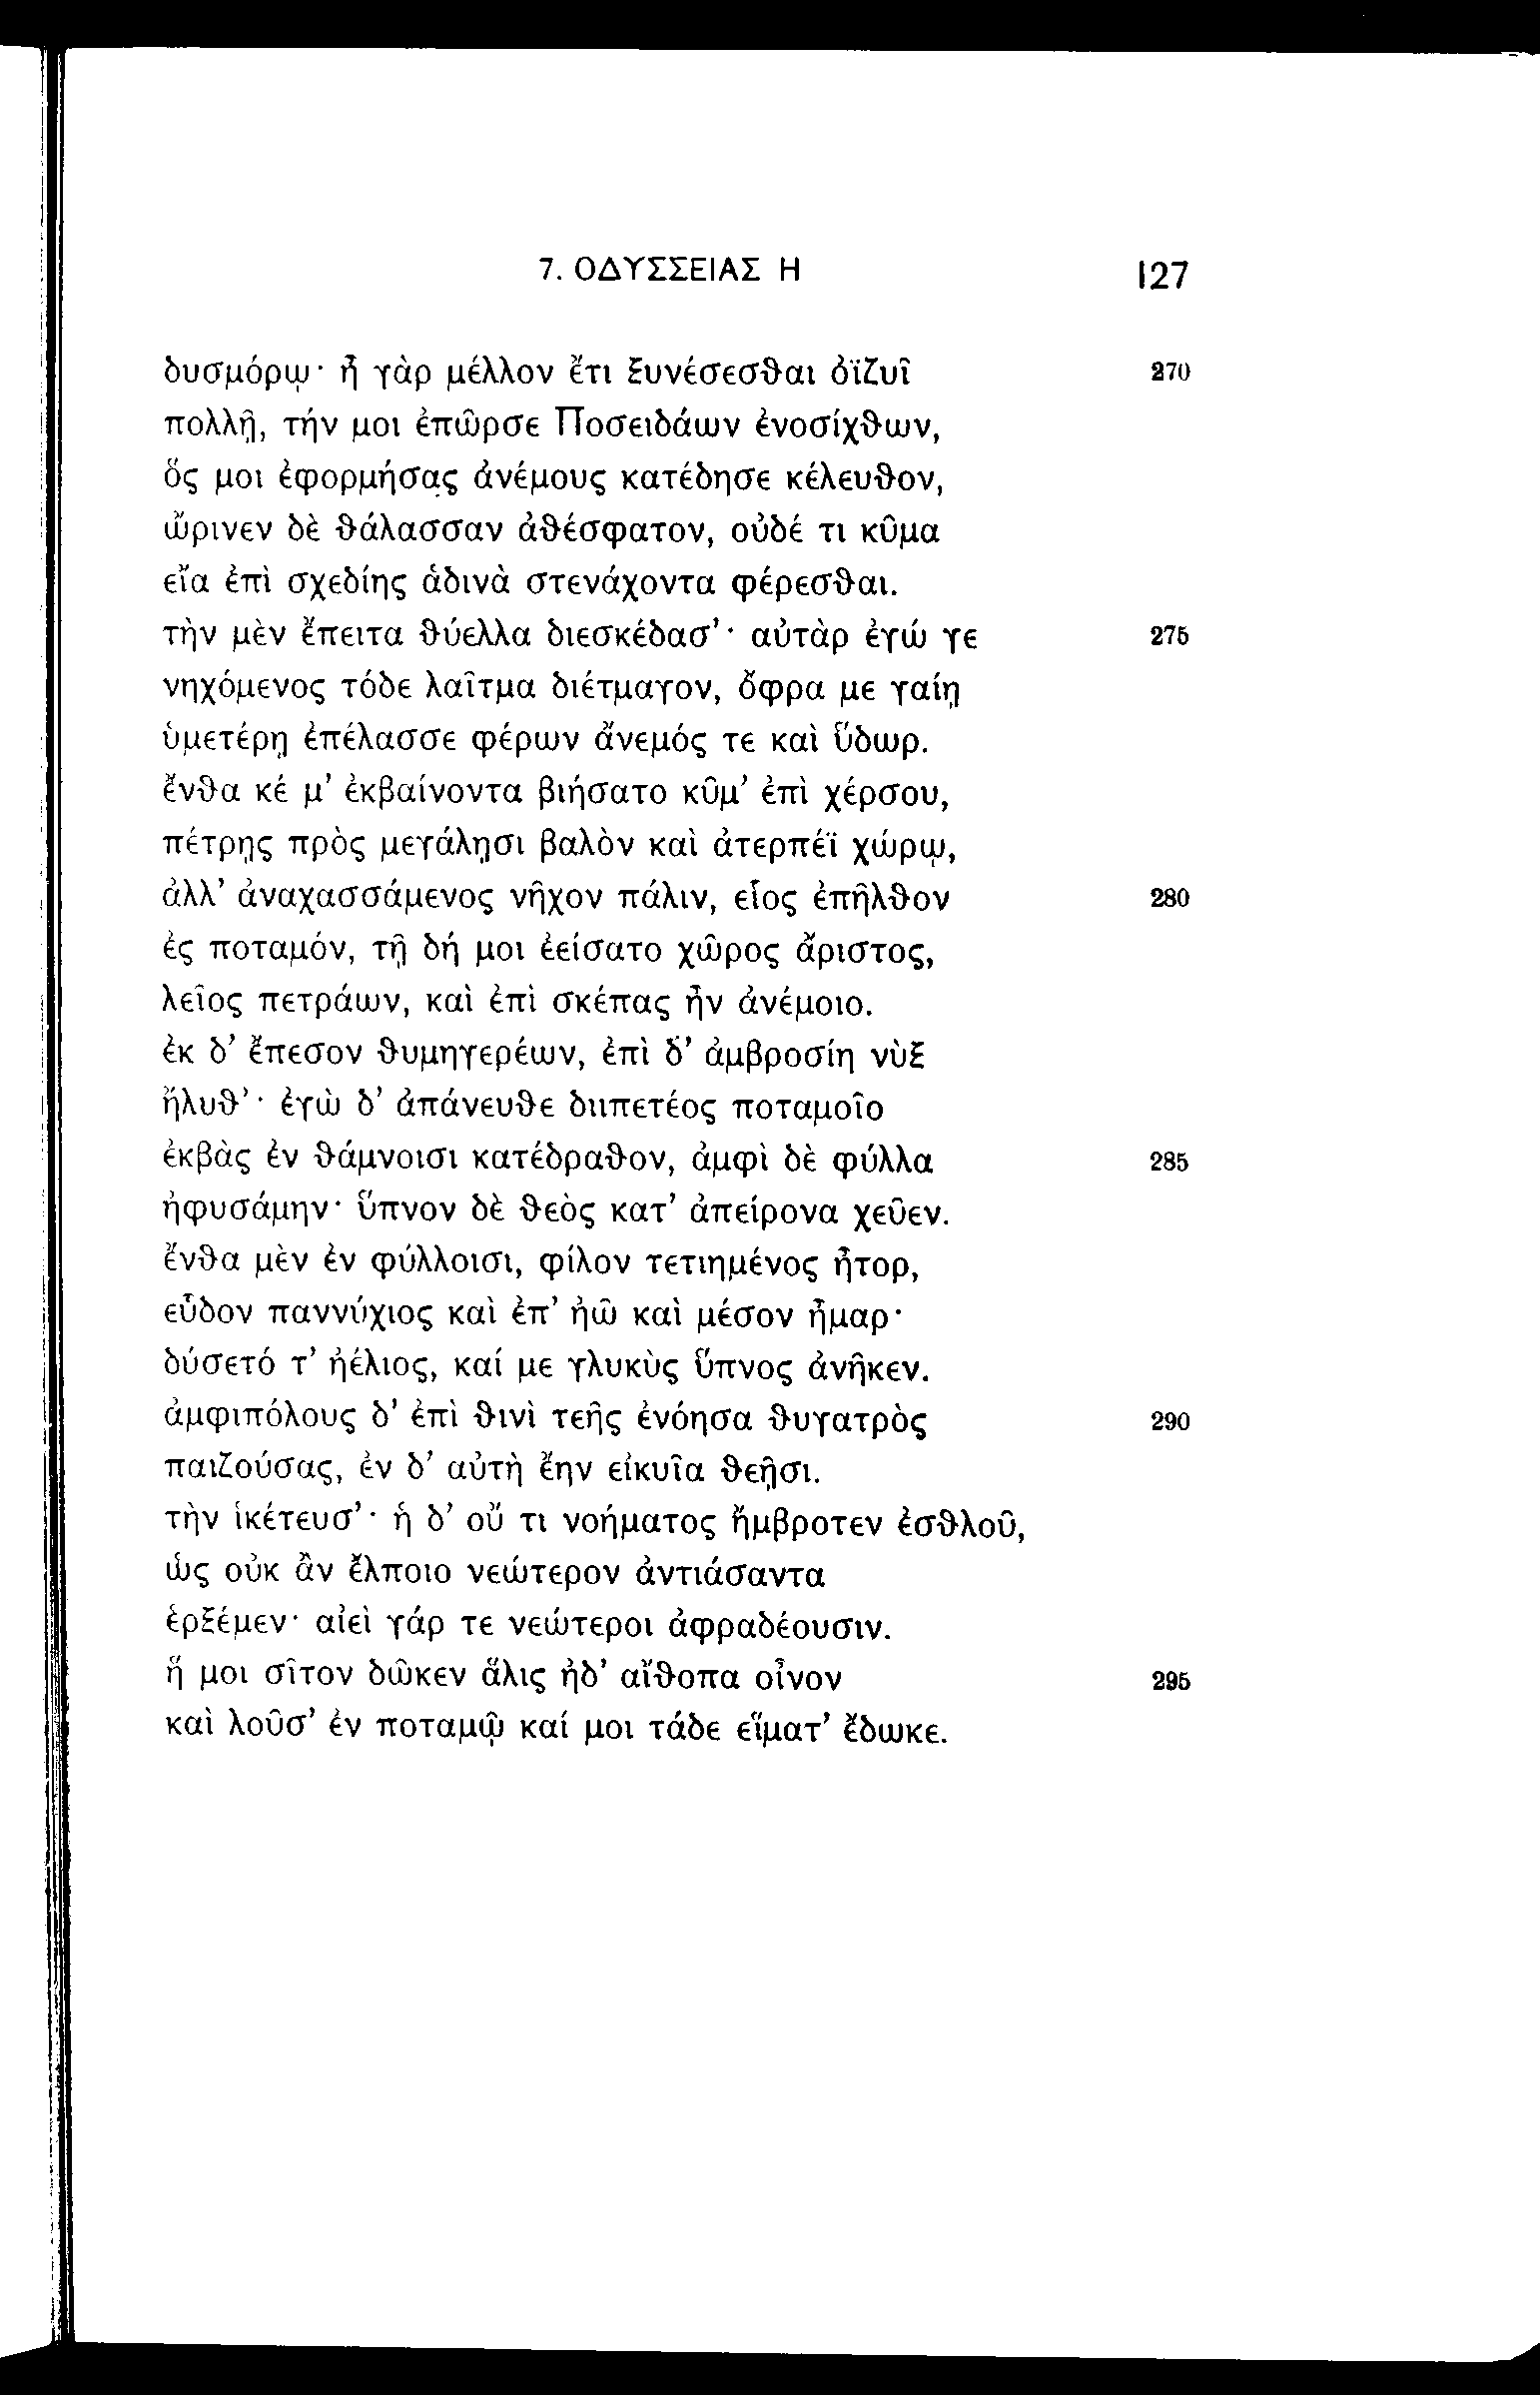 7. ΟΔΥΣΣΕΙΑΣ Η 127
δυσμόρῳ· ἦ γὰρ μέλλον ἔτι ξυνέσεσθαι ὀϊζυῖ 270
πολλῇ, τήν μοι ἐπῶρσε Ποσειδάων ἐνοσίχθων,
ὅς μοι ἐφορμήσας ἀνέμους κατέδησε κέλευθον,
ὤρινεν δὲ θάλασσαν ἀθέσφατον, οὐδέ τι κῦμα
εἴα ἐπὶ σχεδίης ἁδινὰ στενάχοντα φέρεσθαι.
τὴν μὲν ἔπειτα θύελλα διεσκέδασ’· αὐτὰρ ἐγώ γε 275
νηχόμενος τόδε λαῖτμα διέτμαγον, ὄφρα με γαίῃ
ὑμετέρῃ ἐπέλασσε φέρων ἄνεμός τε καὶ ὕδωρ.
ἔνθα κέ μ’ ἐκβαίνοντα βιήσατο κῦμ’ ἐπὶ χέρσου,
πέτρῃς πρὸς μεγάλῃσι βαλὸν καὶ ἀτερπέϊ χώρῳ,
ἀλλ’ ἀναχασσάμενος νῆχον πάλιν, εἷος ἐπῆλθον 280
ἐς ποταμόν, τῇ δή μοι ἐείσατο χῶρος ἄριστος,
λεῖος πετράων, καὶ ἐπὶ σκέπας ἦν ἀνέμοιο.
ἐκ δ’ ἔπεσον θυμηγερέων, ἐπὶ δ’ ἀμβροσίη νὺξ
ἤλυθ’· ἐγὼ δ’ ἀπάνευθε διιπετέος ποταμοῖο
ἐκβὰς ἐν θάμνοισι κατέδραθον, ἀμφὶ δὲ φύλλα 285
ἠφυσάμην· ὕπνον δὲ θεὸς κατ’ ἀπείρονα χεῦεν.
ἔνθα μὲν ἐν φύλλοισι, φίλον τετιημένος ἦτορ,
εὗδον παννύχιος καὶ ἐπ’ ἠῶ καὶ μέσον ἦμαρ·
δύσετό τ’ ἠέλιος, καί με γλυκὺς ὕπνος ἀνῆκεν.
ἀμφιπόλους δ’ ἐπὶ θινὶ τεῆς ἐνόησα θυγατρὸς 290
παιζούσας, ἐν δ’ αὐτὴ ἔην εἰκυῖα θεῇσι.
τὴν ἱκέτευσ’· ἡ δ’ οὔ τι νοήματος ἤμβροτεν ἐσθλοῦ,
ὡς οὐκ ἂν ἔλποιο νεώτερον ἀντιάσαντα
ἐρξέμεν· αἰεὶ γάρ τε νεώτεροι ἀφραδέουσιν.
ἥ μοι σῖτον δῶκεν ἅλις ἠδ’ αἴθοπα οἶνον 295
καὶ λοῦσ’ ἐν ποταμῷ καί μοι τάδε εἵματ’ ἔδωκε.